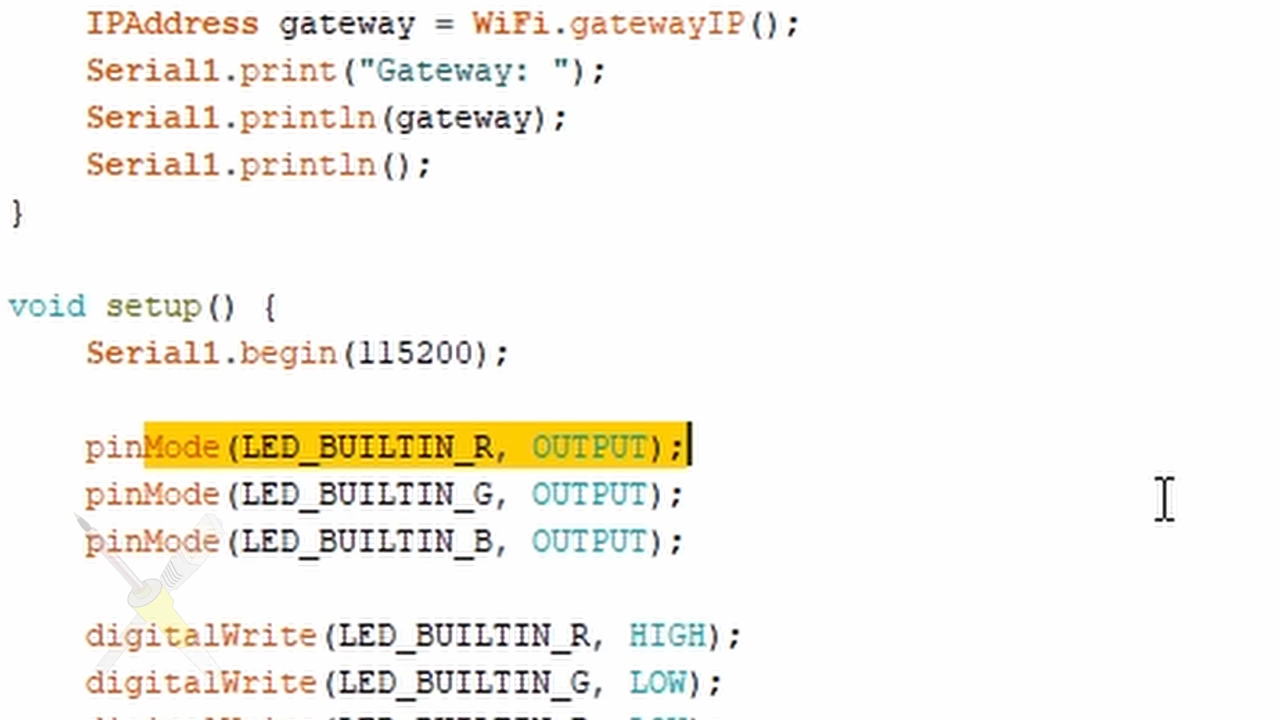 IPAddress gateway = WiFi.gatewayIP();
Serial1.print("Gateway: ");
Serial1.println(gateway);
Serial1.println();
}
void setup() {
Serial1.begin(115200);
pinMode(LED_BUILTIN_R, OUTPUT);
pinMode(LED_BUILTIN_G, OUTPUT);
pinMode(LED_BUILTIN_B, OUTPUT);
digitalWrite(LED_BUILTIN_R, HIGH);
digitalWrite(LED_BUILTIN_G, LOW);